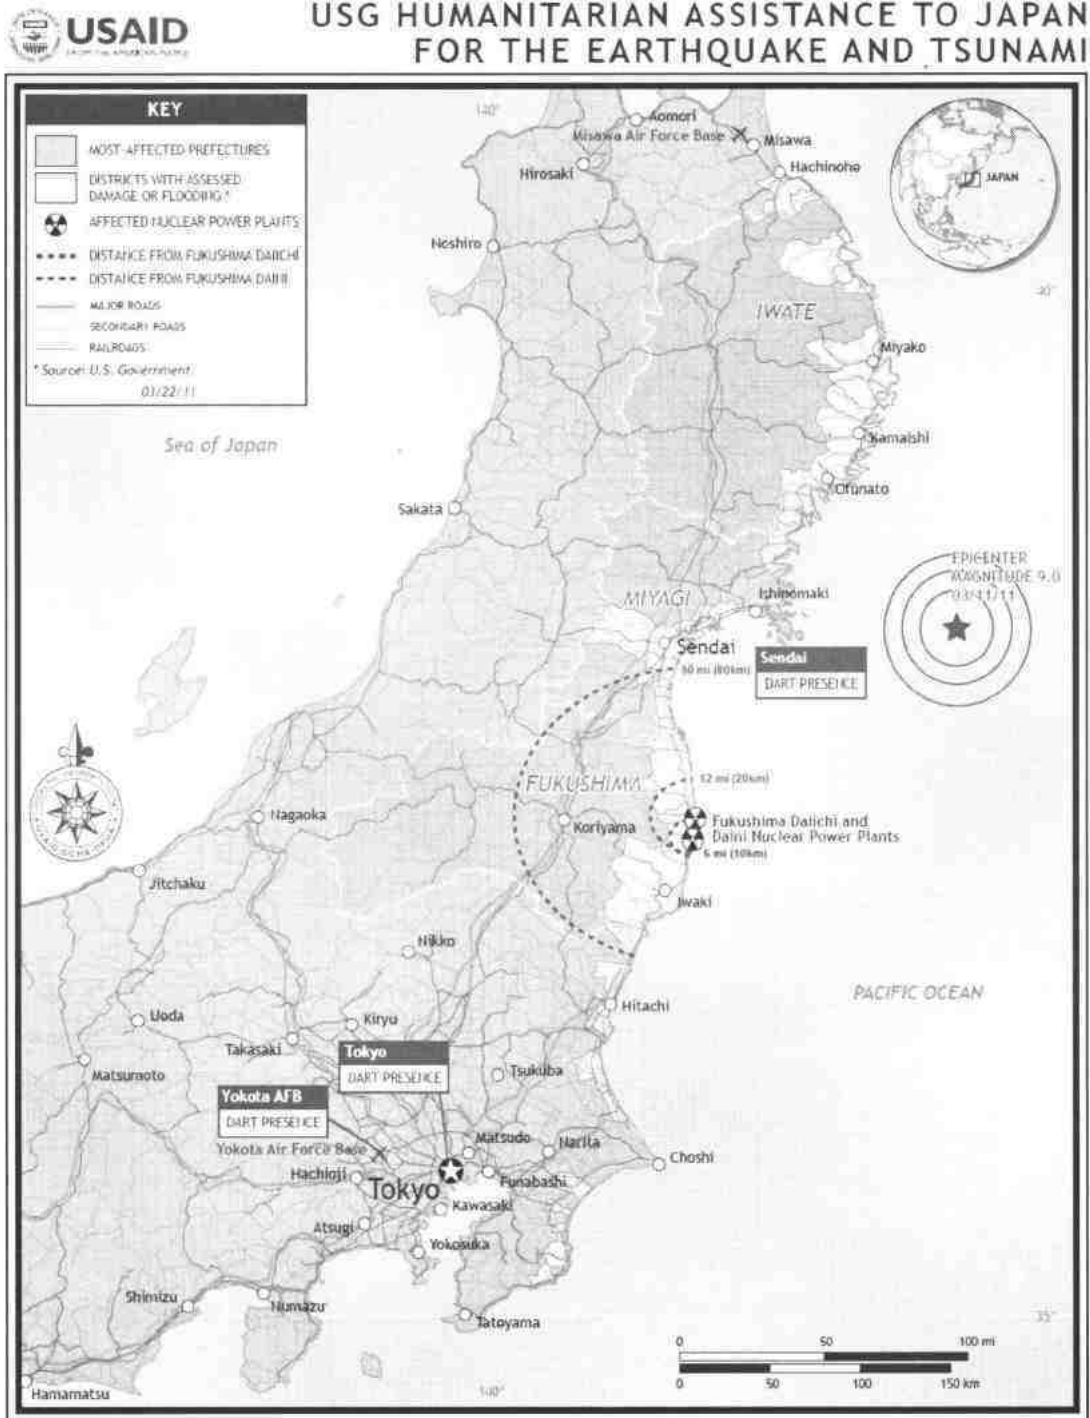 USAID
USG HUMANITARIAN ASSISTANCE TO JAPAN
FOR THE EARTHQUAKE AND TSUNAMI
KEY
MOST-AFFECTED PREFECTURES
DISTRICTS WITH ASSESSED
DAMAGE OR FLOODING *
AFFECTED NUCLEAR POWER PLANTS
DISTANCE FROM FUKUSHIMA DAIICHI
DISTANCE FROM FUKUSHIMA DAINI
MAJOR ROADS
SECONDARY ROADS
RAILROADS
* Source: U.S. Government
03/22/11
140°
Aomori
Misawa Air Force Base
Misawa
Hirosaki
Hachinohe
JAPAN
Noshiro
40°
IWATE
Miyako
Sea of Japan
Kamaishi
Ofunato
Sakata
EPICENTER
MAGNITUDE 9.0
03/11/11
MIYAGI
Ishinomaki
Sendai
50 mi (80km)
Sendai
DART PRESENCE
FUKUSHIMA
12 mi (20km)
Nagaoka
Koriyama
Fukushima Daiichi and
Daini Nuclear Power Plants
6 mi (10km)
Jitchaku
Iwaki
Nikko
PACIFIC OCEAN
Hitachi
Ueda
Kiryu
Takasaki
Tokyo
DART PRESENCE
Matsumoto
Tsukuba
Yokota AFB
DART PRESENCE
Yokota Air Force Base
Matsudo
Narita
Choshi
Hachioji
Tokyo
Funabashi
Kawasaki
Atsugi
Yokosuka
Shimizu
Numazu
Tatoyama
35°
0 50 100 mi
0 50 100 150 km
Hamamatsu
140°